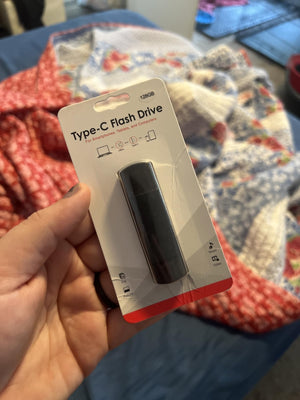 128GB
Type-C Flash Drive
For Smartphones, Tablets, and Computers